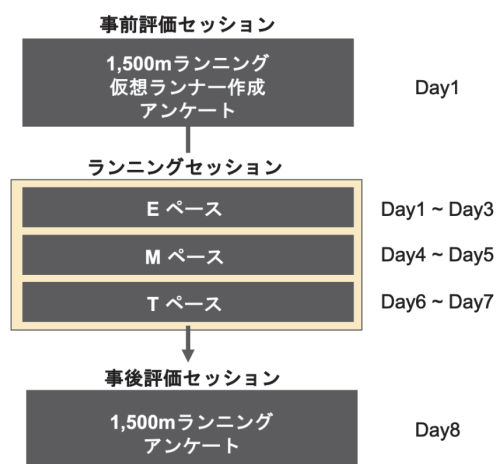 事前評価セッション
1,500mランニング
仮想ランナー作成
アンケート
Day1
ランニングセッション
E ペース
Day1 ~ Day3
M ペース
Day4 ~ Day5
T ペース
Day6 ~ Day7
事後評価セッション
1,500mランニング
アンケート
Day8